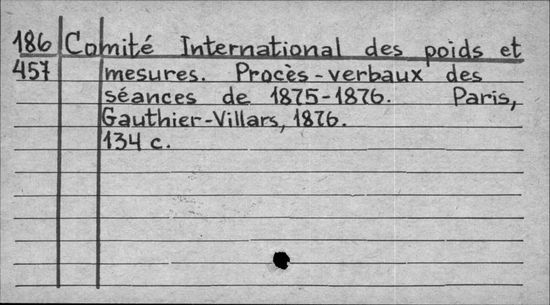 186 Comité International des poids et
457 mesures. Procès-verbaux des
séances de 1875-1876. Paris,
Gauthier-Villars, 1876.
134 c.